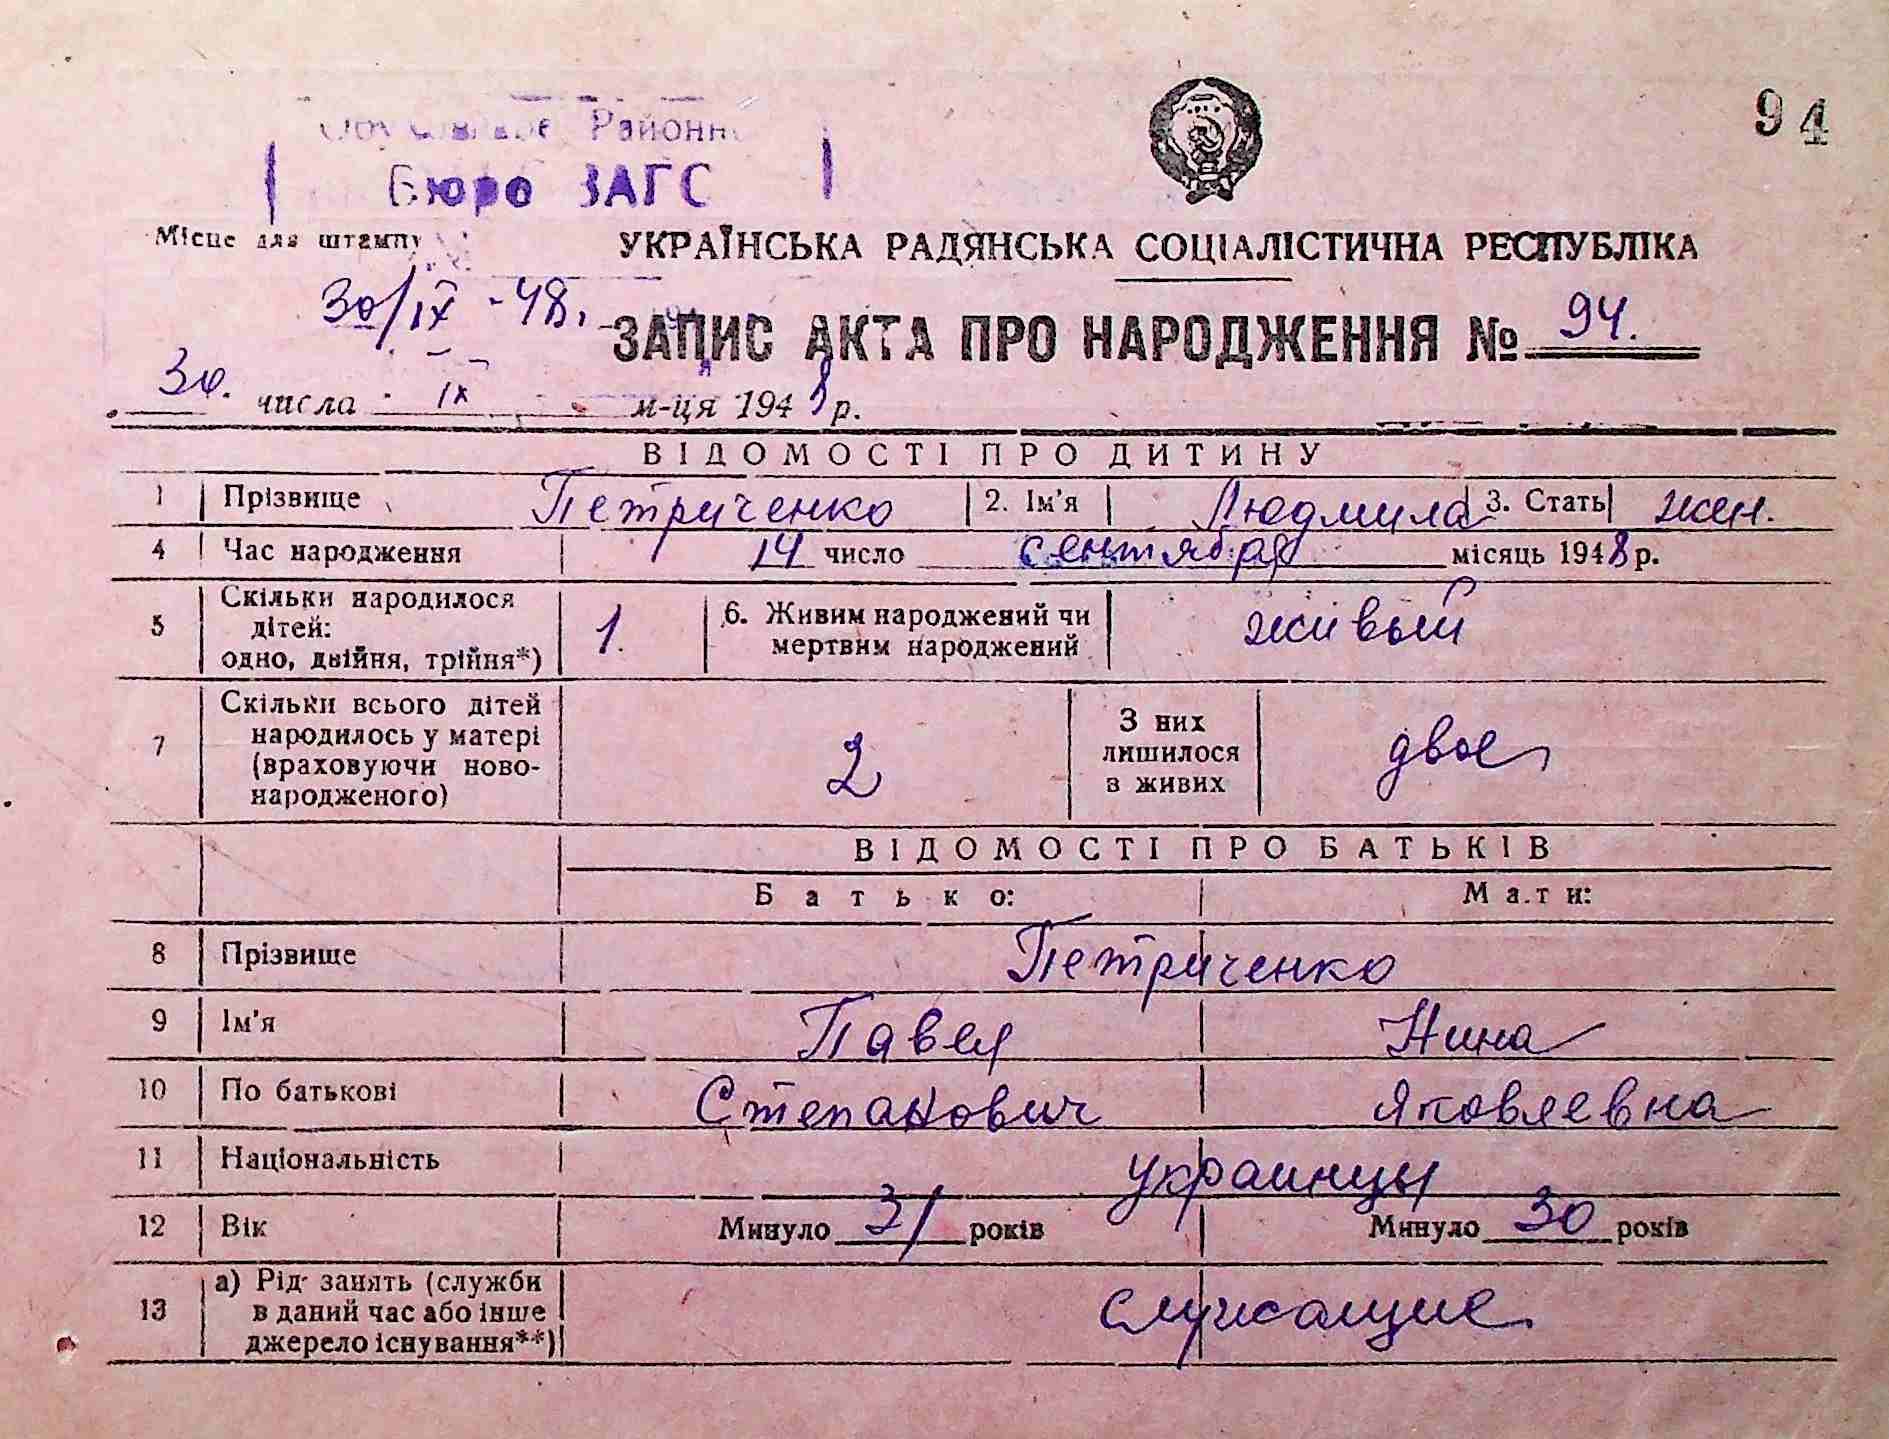 94
Районн
Бюро ЗАГС
Місце для штампу
УКРАЇНСЬКА РАДЯНСЬКА СОЦІАЛІСТИЧНА РЕСПУБЛІКА
30/IX -48.
ЗАПИС АКТА ПРО НАРОДЖЕННЯ № 94.
30. числа IX м-ця 1948 р.
ВІДОМОСТІ ПРО ДИТИНУ
1 Прізвище Петриченко 2. Ім'я Людмила 3. Стать жен.
4 Час народження 14 число сентября місяць 1948 р.
5 Скільки народилося дітей: одно, двійня, трійня*) 1. 6. Живим народжений чи мертвим народжений живый
7 Скільки всього дітей народилось у матері (враховуючи ново-народженого) 2 З них лишилося в живих двое
ВІДОМОСТІ ПРО БАТЬКІВ
Батько: Мати:
8 Прізвище Петриченко
9 Ім'я Павел Нина
10 По батькові Степанович Яковлевна
11 Національність украинцы
12 Вік Минуло 31 років Минуло 30 років
13 а) Рід занять (служби в даний час або інше джерело існування**) служащие